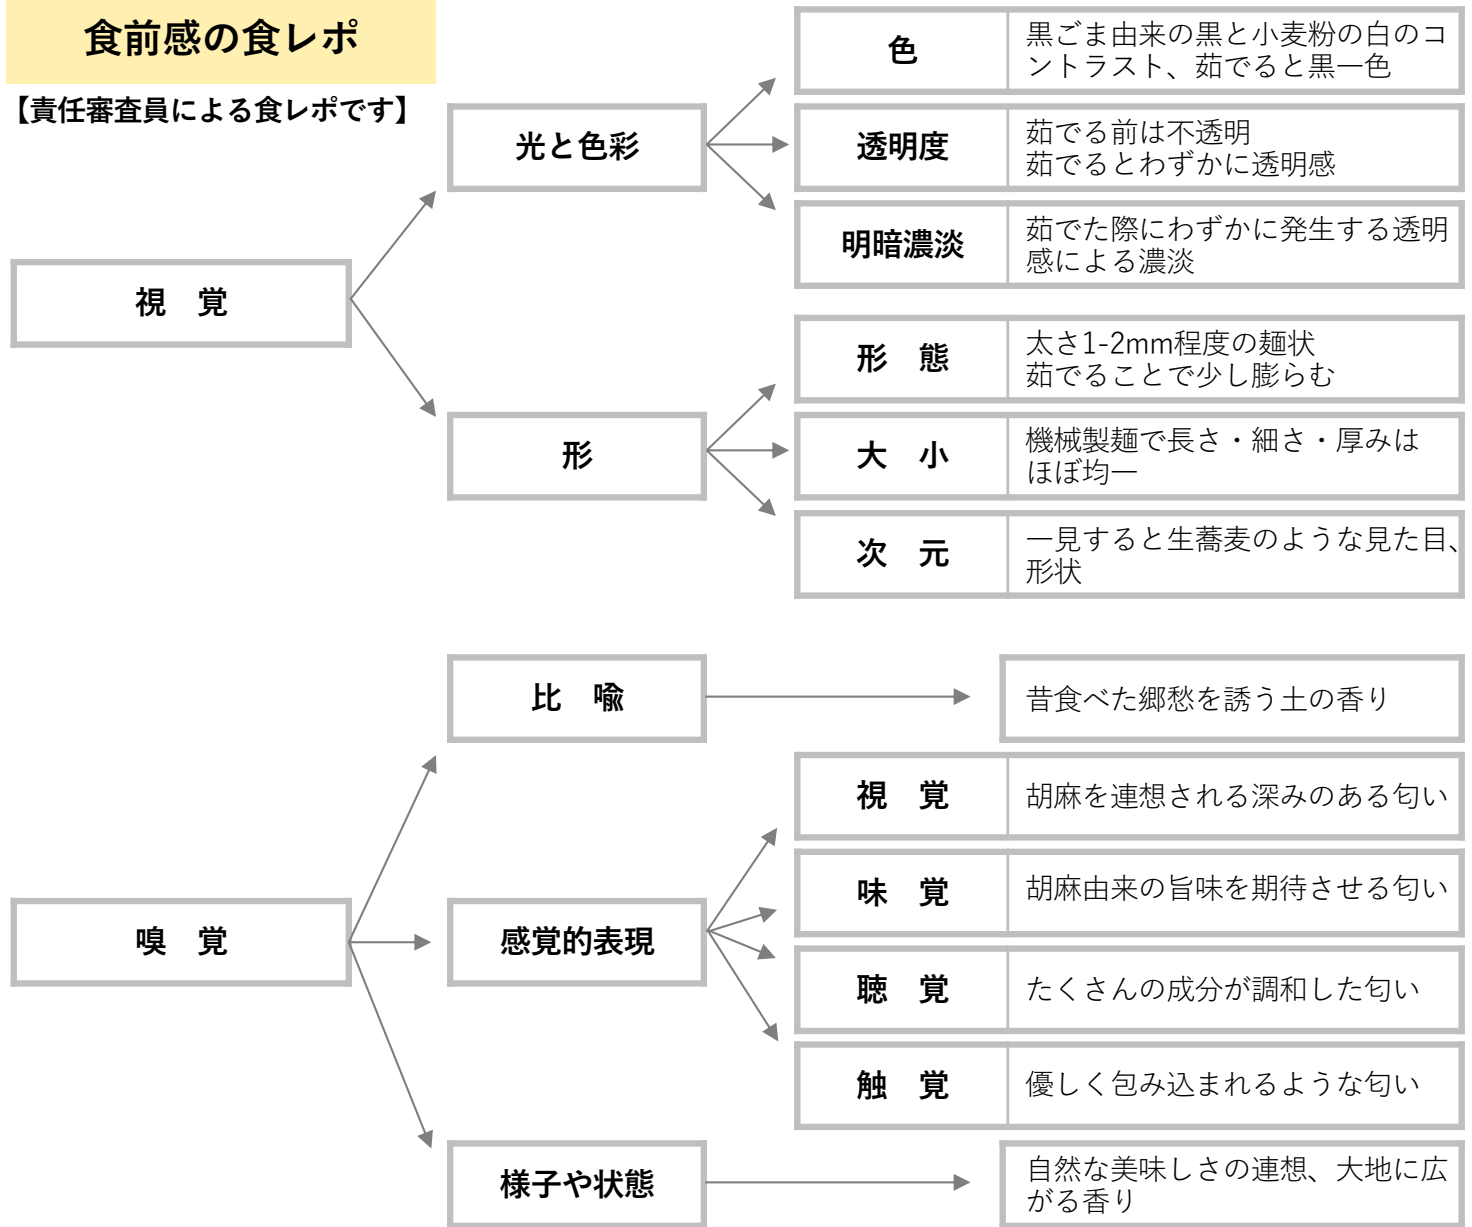 食前感の食レポ
【責任審査員による食レポです】
視　覚
光と色彩
色
黒ごま由来の黒と小麦粉の白のコ
ントラスト、茹でると黒一色
透明度
茹でる前は不透明
茹でるとわずかに透明感
明暗濃淡
茹でた際にわずかに発生する透明
感による濃淡
形
形　態
太さ1-2mm程度の麺状
茹でることで少し膨らむ
大　小
機械製麺で長さ・細さ・厚みは
ほぼ均一
次　元
一見すると生蕎麦のような見た目、
形状
嗅　覚
比　喩
昔食べた郷愁を誘う土の香り
感覚的表現
視　覚
胡麻を連想される深みのある匂い
味　覚
胡麻由来の旨味を期待させる匂い
聴　覚
たくさんの成分が調和した匂い
触　覚
優しく包み込まれるような匂い
様子や状態
自然な美味しさの連想、大地に広
がる香り